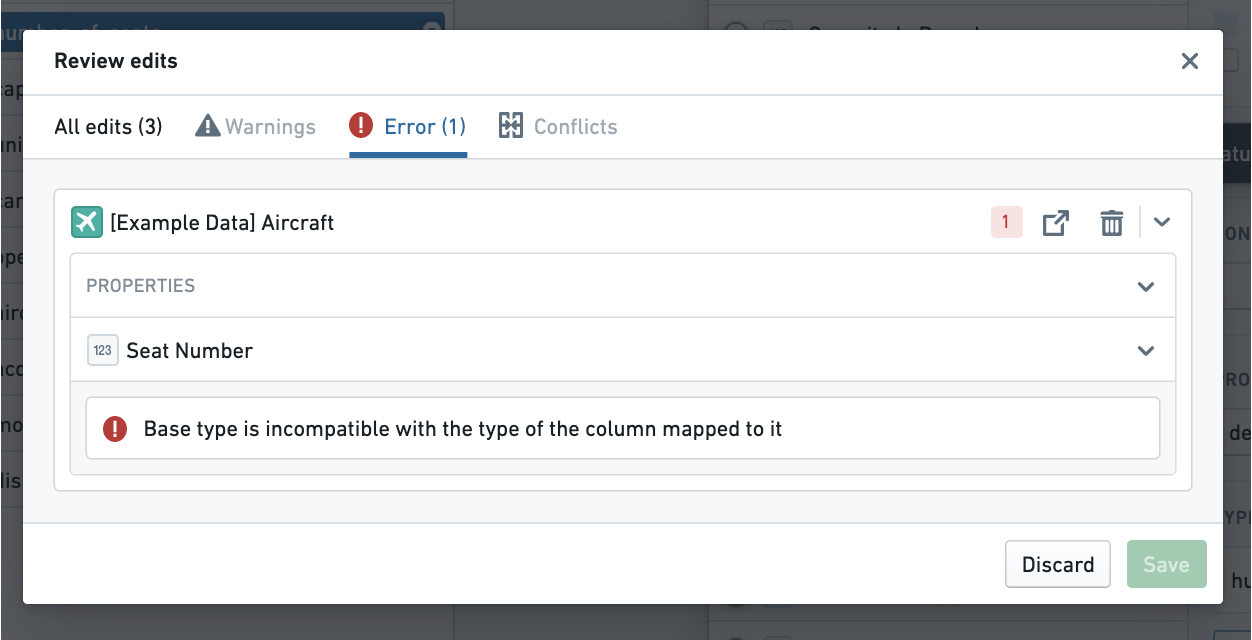 Review edits
All edits (3) Warnings Error (1) Conflicts
[Example Data] Aircraft 1
PROPERTIES
123 Seat Number
Base type is incompatible with the type of the column mapped to it
Discard Save